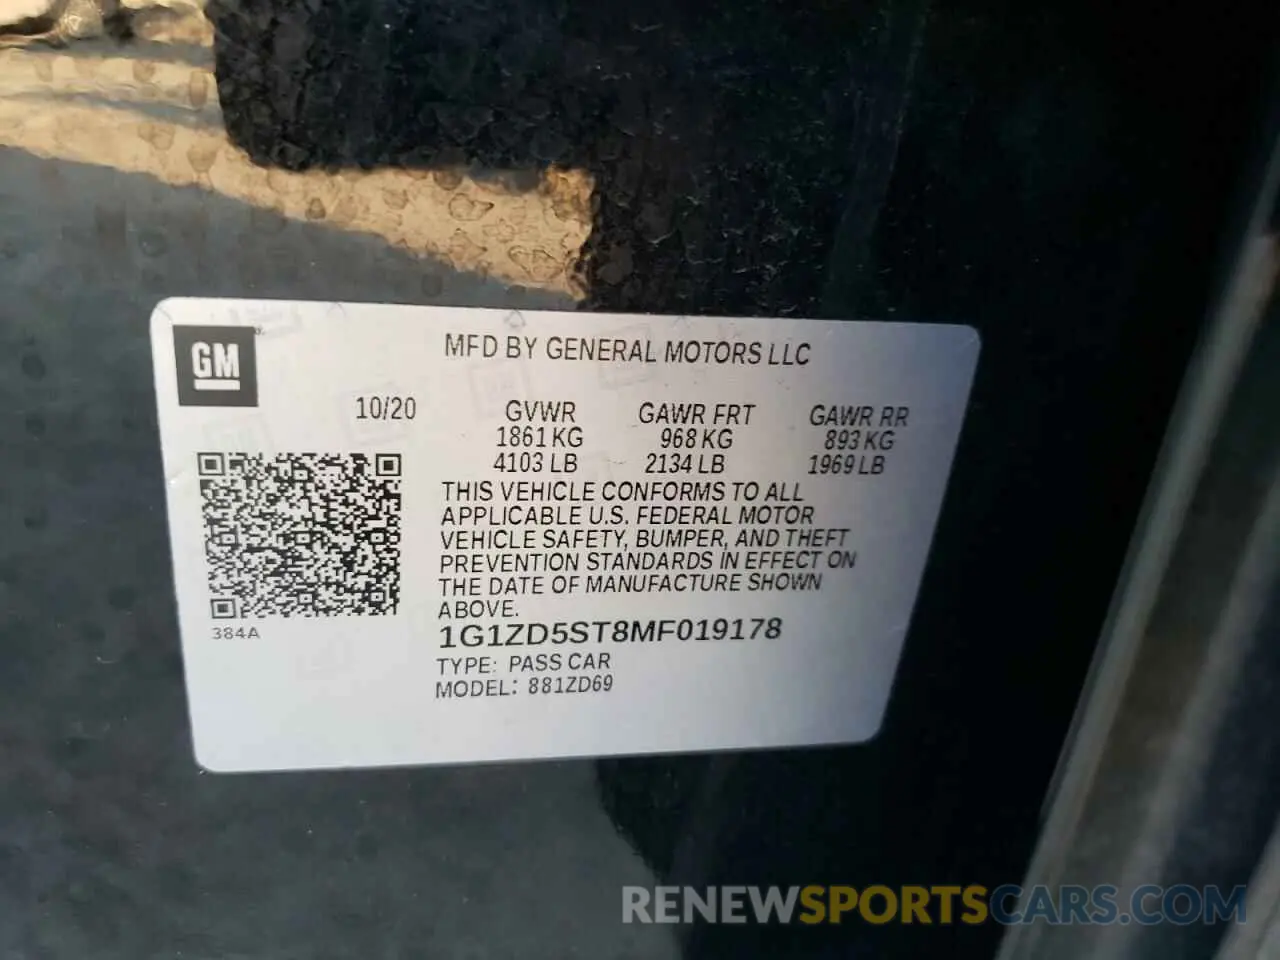 GM
MFD BY GENERAL MOTORS LLC
10/20 GVWR GAWR FRT GAWR RR
1861 KG 968 KG 893 KG
4103 LB 2134 LB 1969 LB
THIS VEHICLE CONFORMS TO ALL
APPLICABLE U.S. FEDERAL MOTOR
VEHICLE SAFETY, BUMPER, AND THEFT
PREVENTION STANDARDS IN EFFECT ON
THE DATE OF MANUFACTURE SHOWN
ABOVE.
384A
1G1ZD5ST8MF019178
TYPE: PASS CAR
MODEL: 881ZD69
RENEWSPORTSCARS.COM